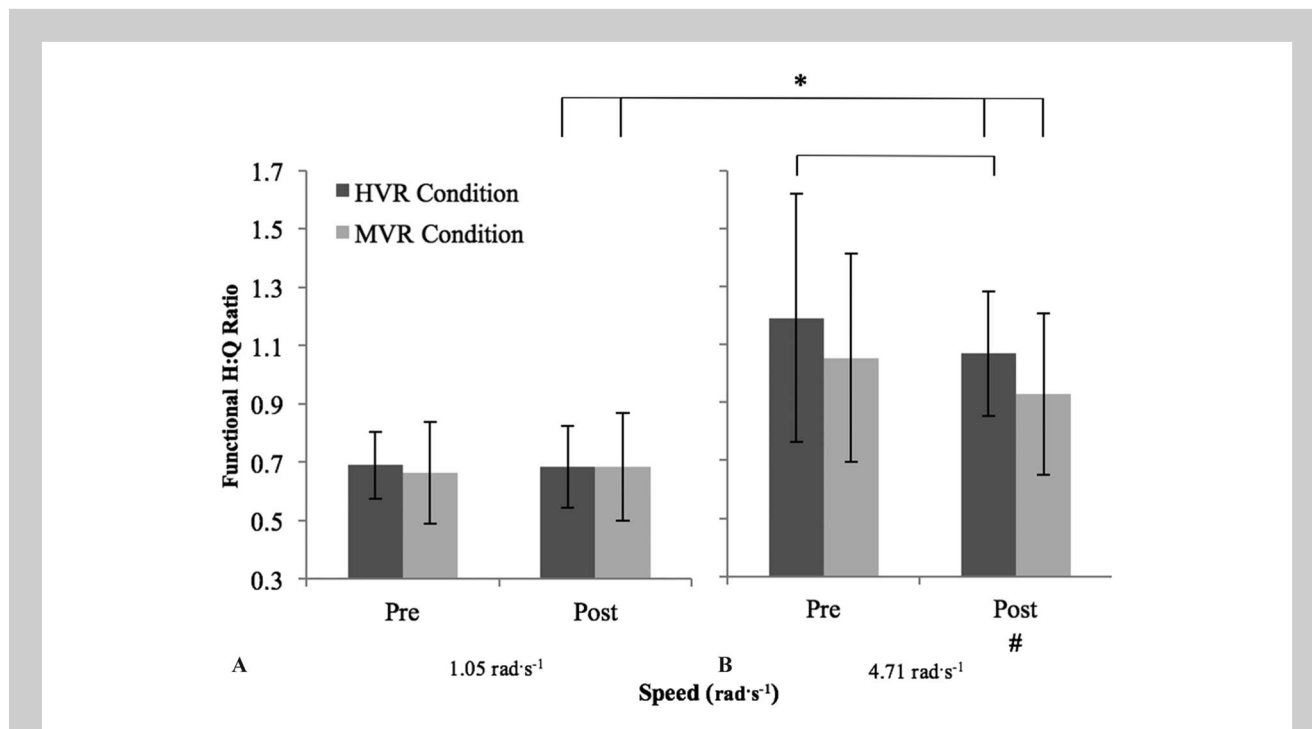 *
1.7
1.5
1.3
1.1
0.9
0.7
0.5
0.3
Functional H:Q Ratio
HVR Condition
MVR Condition
Pre Post Pre Post
#
A 1.05 rad·s⁻¹ B 4.71 rad·s⁻¹
Speed (rad·s⁻¹)